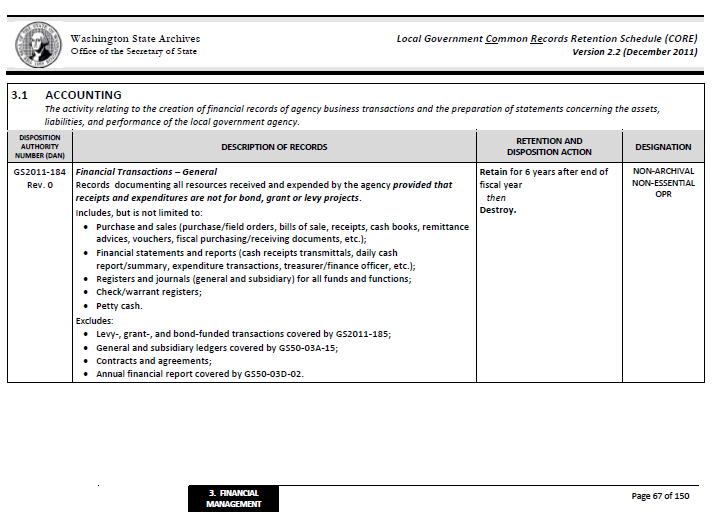 Washington State Archives
Office of the Secretary of State
Local Government Common Records Retention Schedule (CORE)
Version 2.2 (December 2011)
3.1 ACCOUNTING
The activity relating to the creation of financial records of agency business transactions and the preparation of statements concerning the assets,
liabilities, and performance of the local government agency.
DISPOSITION
AUTHORITY
NUMBER (DAN)
DESCRIPTION OF RECORDS
RETENTION AND
DISPOSITION ACTION
DESIGNATION
GS2011-184
Rev. 0
Financial Transactions – General
Records documenting all resources received and expended by the agency provided that
receipts and expenditures are not for bond, grant or levy projects.
Includes, but is not limited to:
• Purchase and sales (purchase/field orders, bills of sale, receipts, cash books, remittance
advices, vouchers, fiscal purchasing/receiving documents, etc.);
• Financial statements and reports (cash receipts transmittals, daily cash
report/summary, expenditure transactions, treasurer/finance officer, etc.);
• Registers and journals (general and subsidiary) for all funds and functions;
• Check/warrant registers;
• Petty cash.
Excludes:
• Levy-, grant-, and bond-funded transactions covered by GS2011-185;
• General and subsidiary ledgers covered by GS50-03A-15;
• Contracts and agreements;
• Annual financial report covered by GS50-03D-02.
Retain for 6 years after end of
fiscal year
then
Destroy.
NON-ARCHIVAL
NON-ESSENTIAL
OPR
3. FINANCIAL
MANAGEMENT
Page 67 of 150